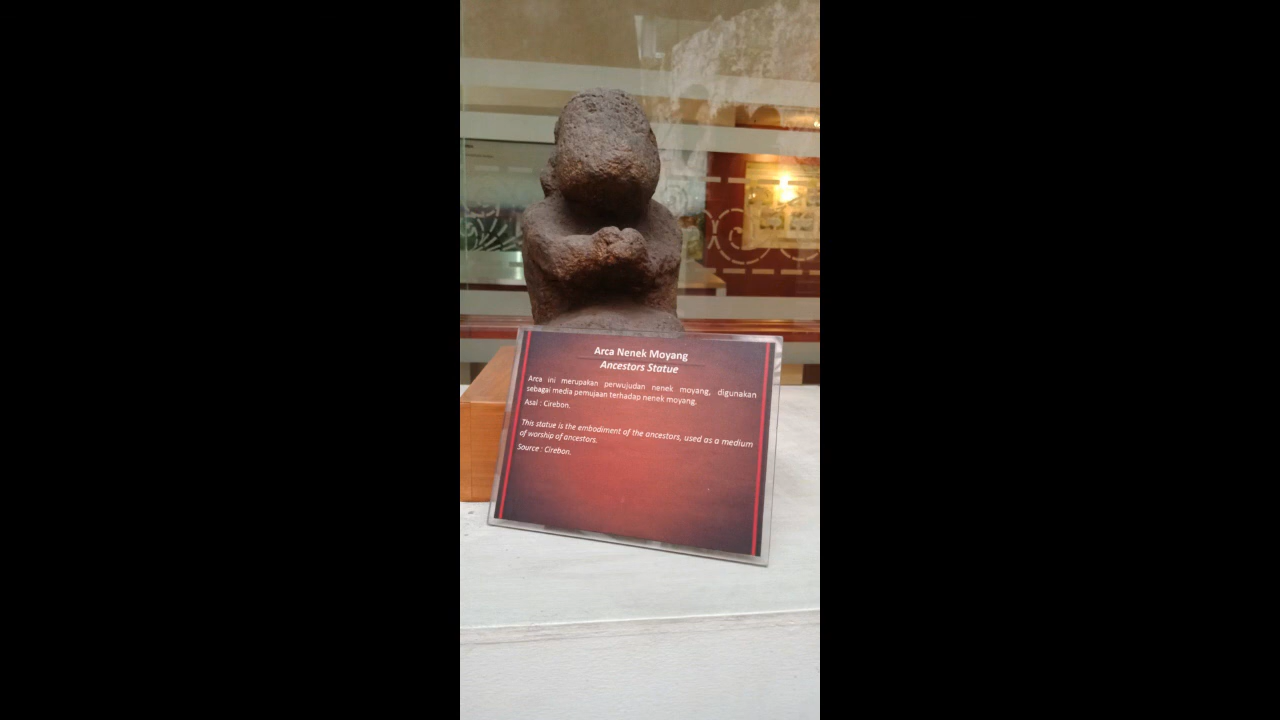 Arca Nenek Moyang
Ancestors Statue
Arca ini merupakan perwujudan nenek moyang, digunakan
sebagai media pemujaan terhadap nenek moyang.
Asal : Cirebon.
This statue is the embodiment of the ancestors, used as a medium
of worship of ancestors.
Source : Cirebon.